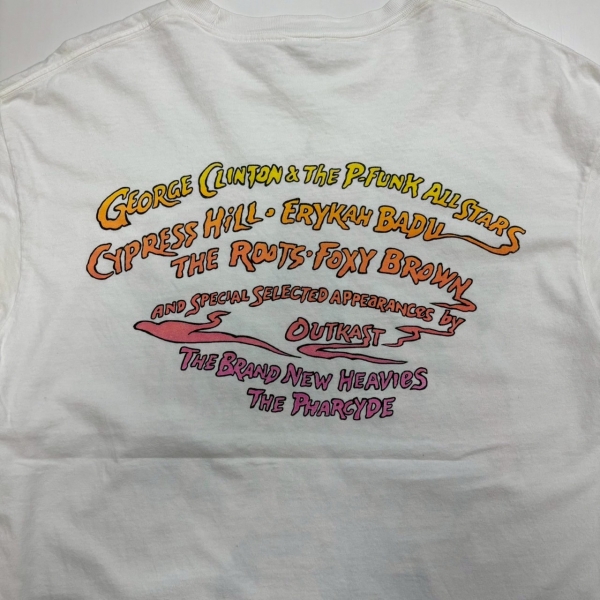 George Clinton & The P-Funk All Stars
Cypress Hill • Erykah Badu
The Roots • Foxy Brown
and Special Selected Appearances by
Outkast
The Brand New Heavies
The Pharcyde